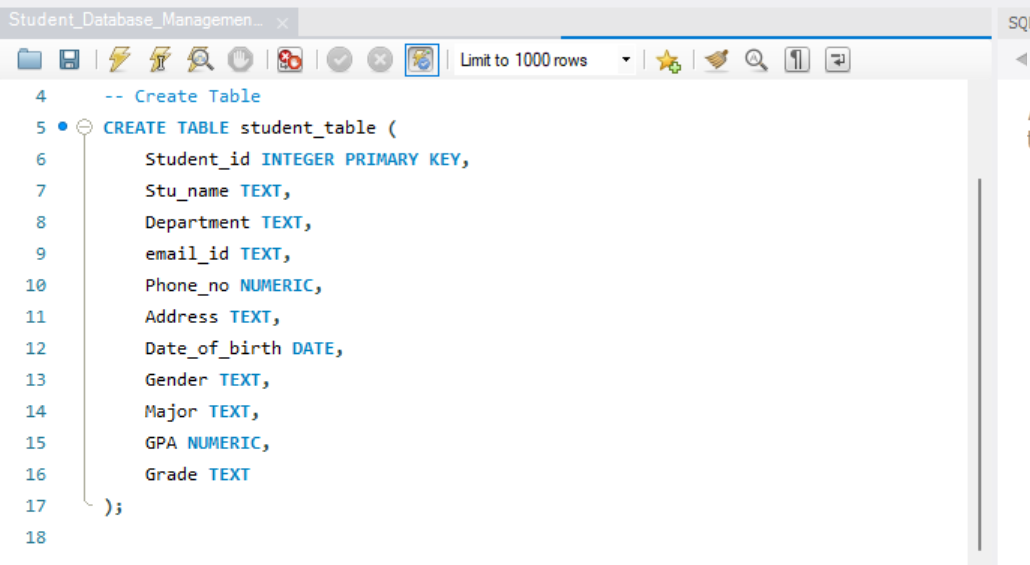 Student_Database_Managemen...
SQ
Limit to 1000 rows
4 -- Create Table
5 CREATE TABLE student_table (
6 Student_id INTEGER PRIMARY KEY,
7 Stu_name TEXT,
8 Department TEXT,
9 email_id TEXT,
10 Phone_no NUMERIC,
11 Address TEXT,
12 Date_of_birth DATE,
13 Gender TEXT,
14 Major TEXT,
15 GPA NUMERIC,
16 Grade TEXT
17 );
18